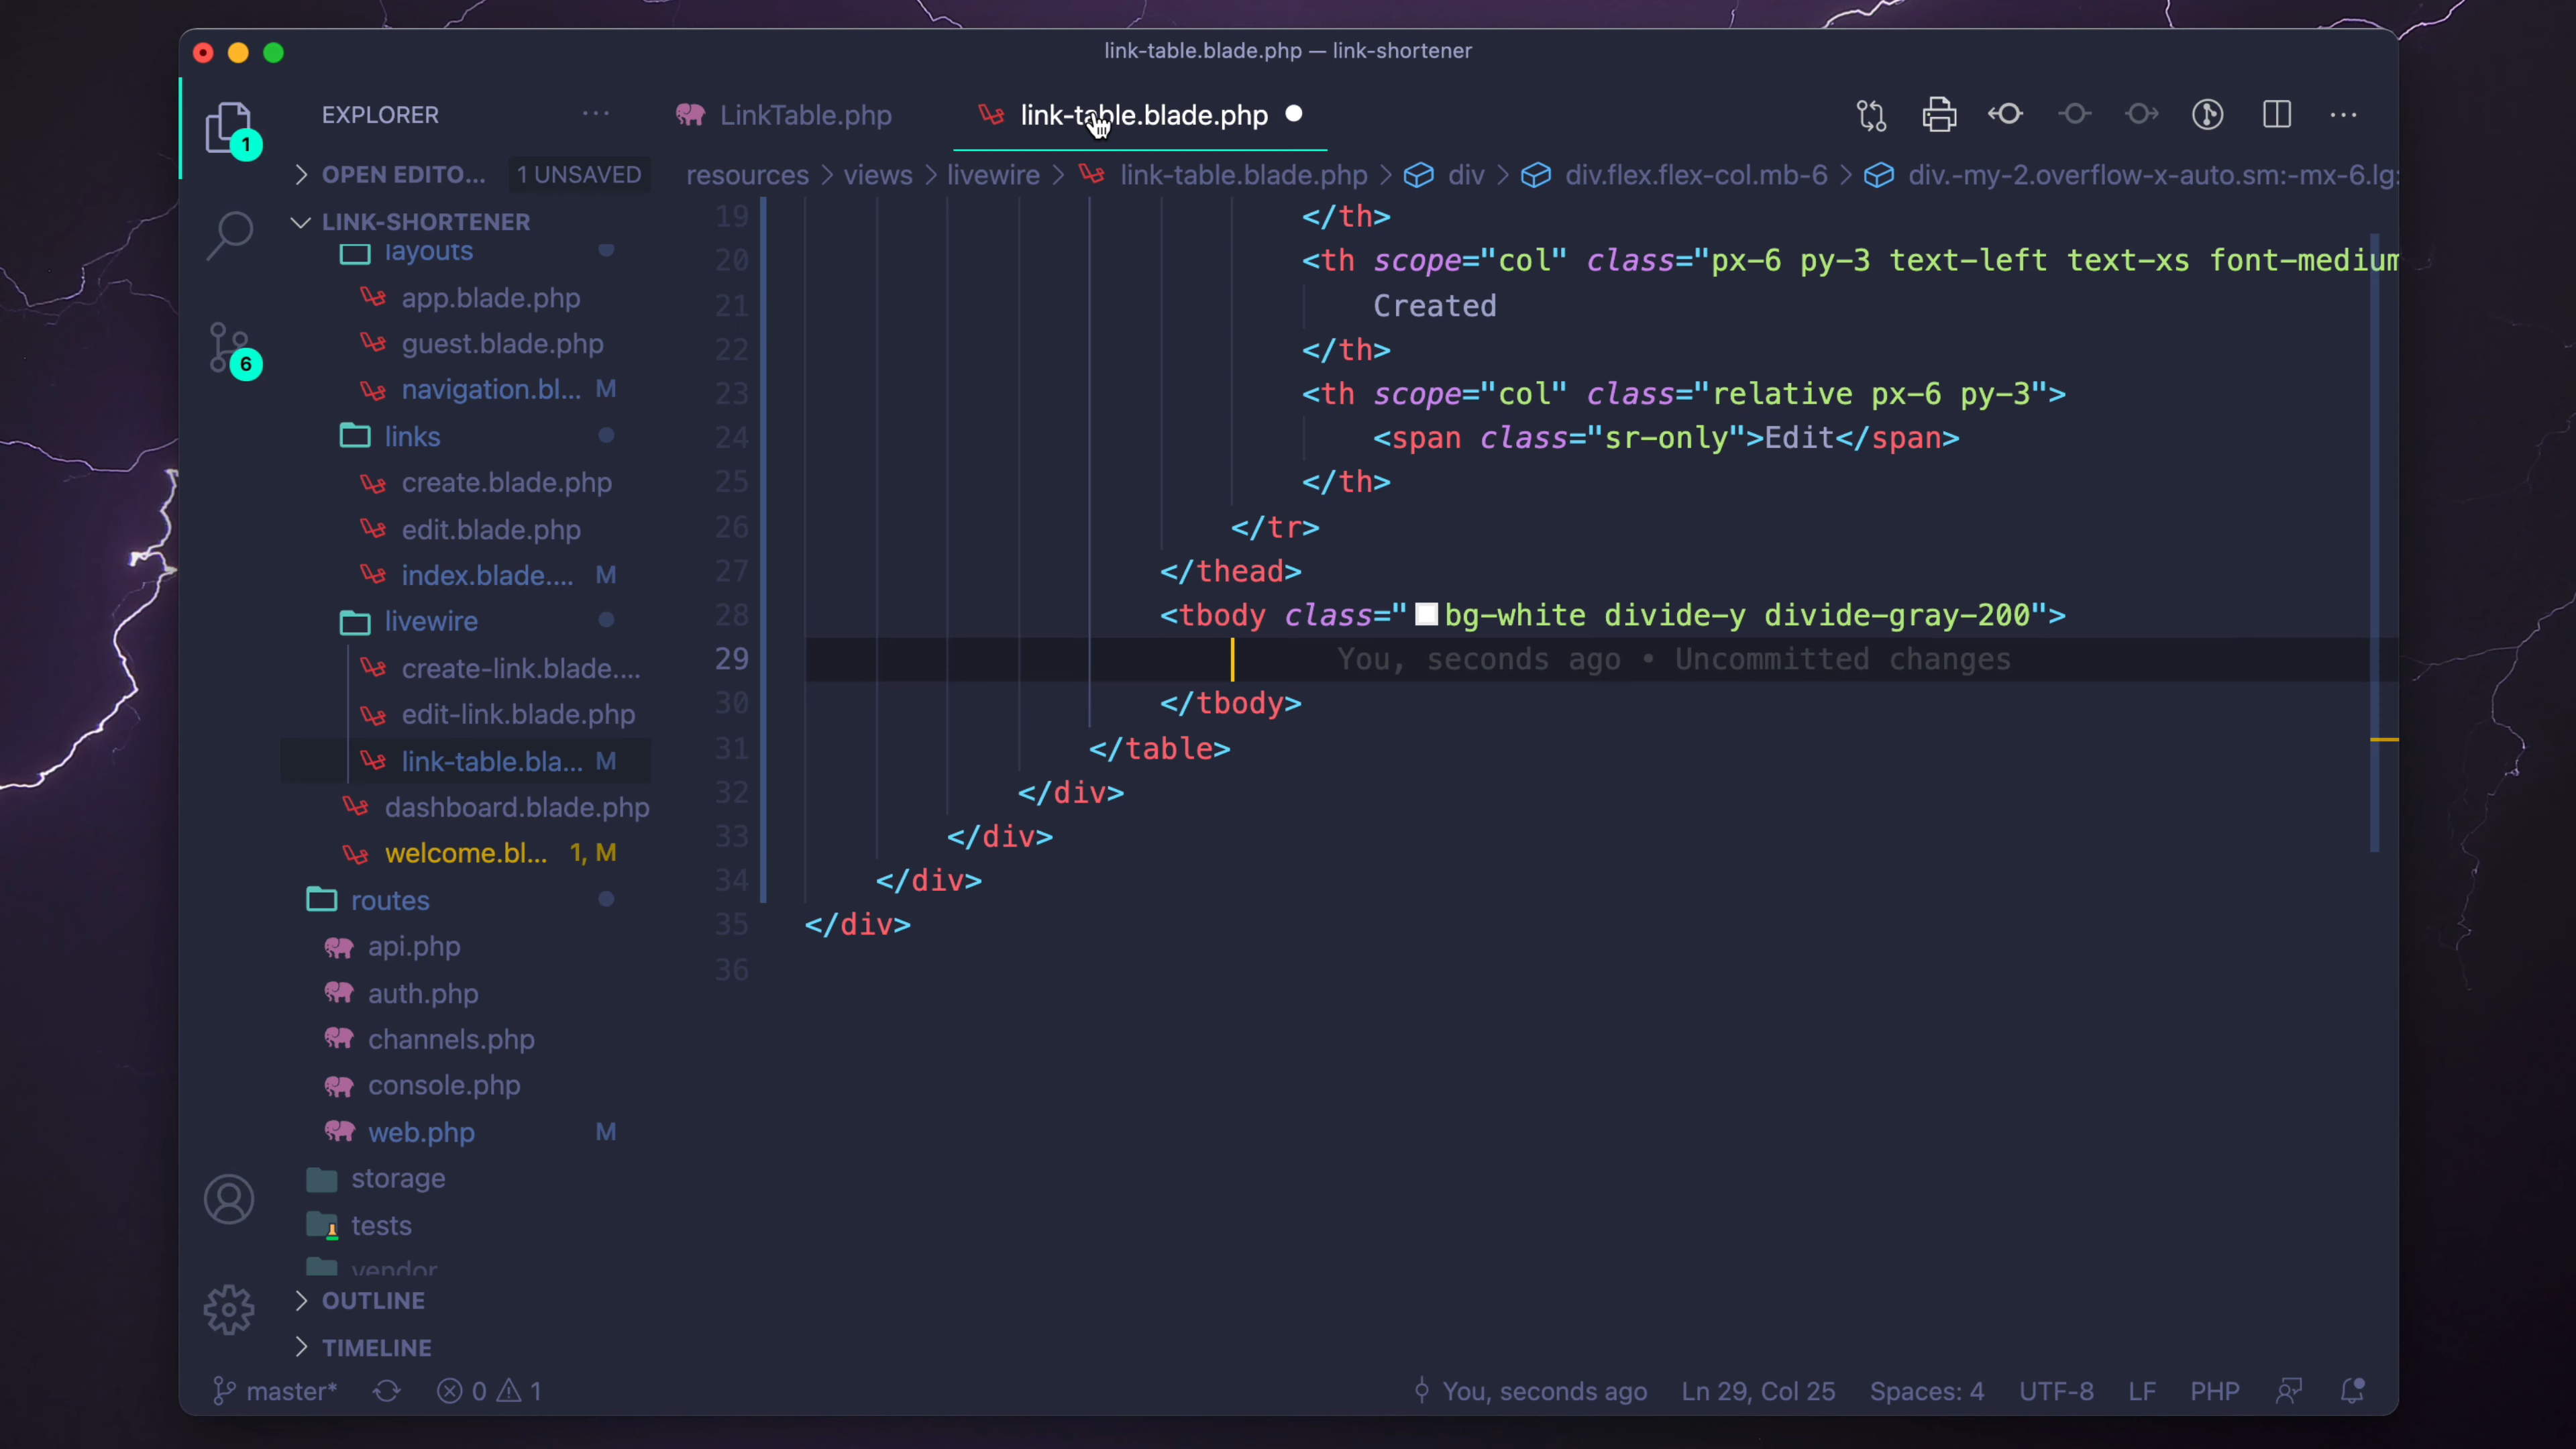 link-table.blade.php — link-shortener
EXPLORER
LinkTable.php
link-table.blade.php
1
OPEN EDITO...
1 UNSAVED
resources > views > livewire > link-table.blade.php > div > div.flex.flex-col.mb-6 > div.-my-2.overflow-x-auto.sm:-mx-6.lg:
LINK-SHORTENER
layouts
app.blade.php
guest.blade.php
navigation.bl... M
6
links
create.blade.php
edit.blade.php
index.blade.... M
livewire
create-link.blade....
edit-link.blade.php
link-table.bla... M
dashboard.blade.php
welcome.bl... 1, M
routes
api.php
auth.php
channels.php
console.php
web.php M
storage
tests
vendor
OUTLINE
TIMELINE
19 </th>
20 <th scope="col" class="px-6 py-3 text-left text-xs font-medium
21 Created
22 </th>
23 <th scope="col" class="relative px-6 py-3">
24 <span class="sr-only">Edit</span>
25 </th>
26 </tr>
27 </thead>
28 <tbody class="bg-white divide-y divide-gray-200">
29 You, seconds ago • Uncommitted changes
30 </tbody>
31 </table>
32 </div>
33 </div>
34 </div>
35 </div>
36
master* 0 1
You, seconds ago Ln 29, Col 25 Spaces: 4 UTF-8 LF PHP